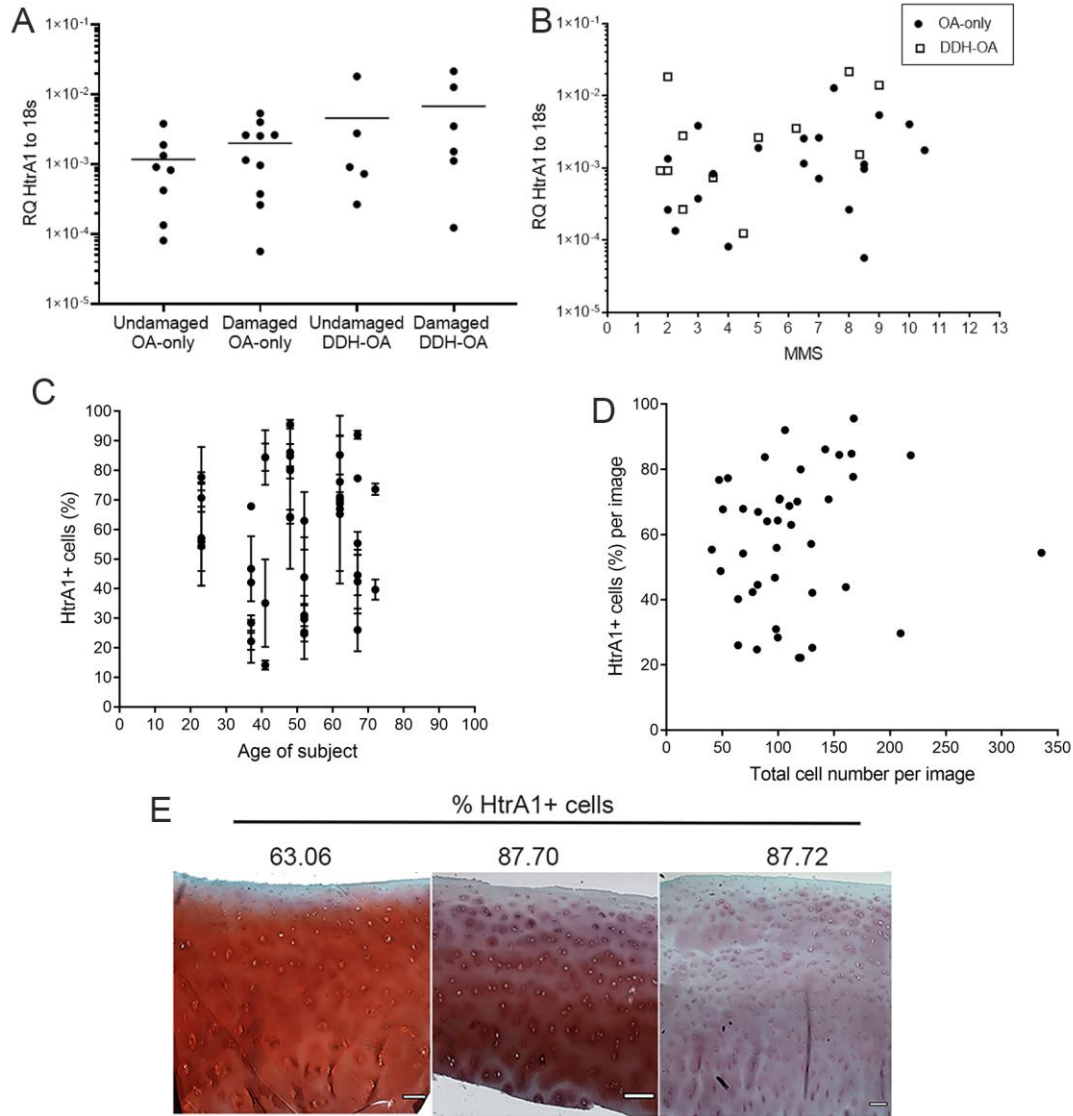 A
RQ HtrA1 to 18s
1×10⁻¹
1×10⁻²
1×10⁻³
1×10⁻⁴
1×10⁻⁵
Undamaged
OA-only
Damaged
OA-only
Undamaged
DDH-OA
Damaged
DDH-OA
B
OA-only
DDH-OA
RQ HtrA1 to 18s
1×10⁻¹
1×10⁻²
1×10⁻³
1×10⁻⁴
1×10⁻⁵
0 1 2 3 4 5 6 7 8 9 10 11 12 13
MMS
C
HtrA1+ cells (%)
100
90
80
70
60
50
40
30
20
10
0
0 10 20 30 40 50 60 70 80 90 100
Age of subject
D
HtrA1+ cells (%) per image
100
80
60
40
20
0
0 50 100 150 200 250 300 350
Total cell number per image
E
% HtrA1+ cells
63.06 87.70 87.72